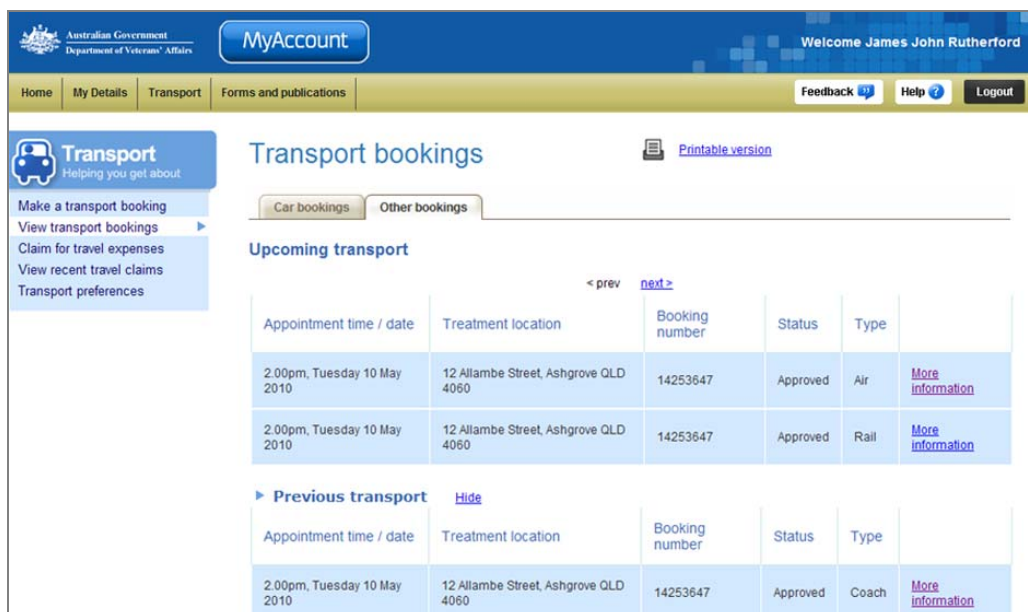 Australian Government
Department of Veterans' Affairs
MyAccount
Welcome James John Rutherford
Home My Details Transport Forms and publications Feedback Help Logout
Transport
Helping you get about
Make a transport booking
View transport bookings
Claim for travel expenses
View recent travel claims
Transport preferences
Transport bookings
Printable version
Car bookings Other bookings
Upcoming transport
< prev next >
Appointment time / date Treatment location Booking number Status Type
2.00pm, Tuesday 10 May 2010 12 Allambe Street, Ashgrove QLD 4060 14253647 Approved Air More information
2.00pm, Tuesday 10 May 2010 12 Allambe Street, Ashgrove QLD 4060 14253647 Approved Rail More information
Previous transport Hide
Appointment time / date Treatment location Booking number Status Type
2.00pm, Tuesday 10 May 2010 12 Allambe Street, Ashgrove QLD 4060 14253647 Approved Coach More information